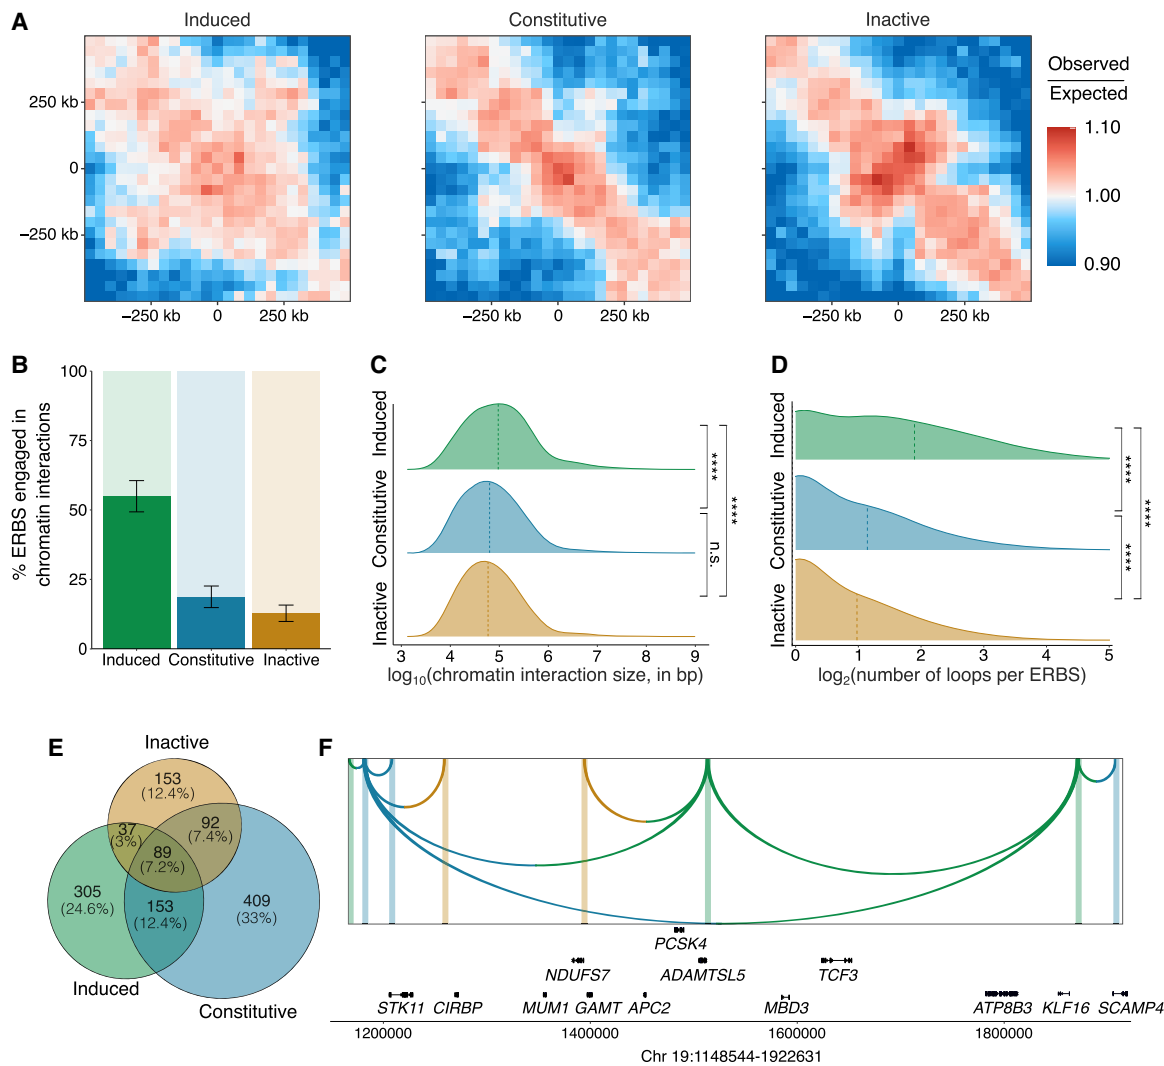 A
Induced
Constitutive
Inactive
250 kb
0
−250 kb
−250 kb 0 250 kb
−250 kb 0 250 kb
−250 kb 0 250 kb
Observed
Expected
1.10
1.00
0.90
B
% ERBS engaged in
chromatin interactions
100
75
50
25
0
Induced Constitutive Inactive
C
Induced
Constitutive
Inactive
****
n.s.
****
3 4 5 6 7 8 9
log10(chromatin interaction size, in bp)
D
Induced
Constitutive
Inactive
****
****
****
0 1 2 3 4 5
log2(number of loops per ERBS)
E
Inactive
153
(12.4%)
37
(3%)
92
(7.4%)
89
(7.2%)
305
(24.6%)
153
(12.4%)
409
(33%)
Induced
Constitutive
F
PCSK4
NDUFS7 ADAMTSL5 TCF3
STK11 CIRBP MUM1 GAMT APC2 MBD3 ATP8B3 KLF16 SCAMP4
1200000 1400000 1600000 1800000
Chr 19:1148544-1922631